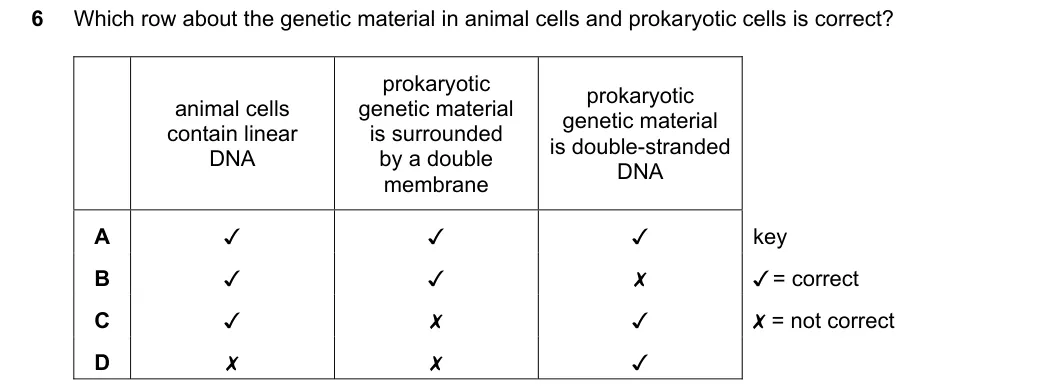 6 Which row about the genetic material in animal cells and prokaryotic cells is correct?
animal cells
contain linear
DNA
prokaryotic
genetic material
is surrounded
by a double
membrane
prokaryotic
genetic material
is double-stranded
DNA
A ✓ ✓ ✓ key
B ✓ ✓ ✗ ✓ = correct
C ✓ ✗ ✓ ✗ = not correct
D ✗ ✗ ✓